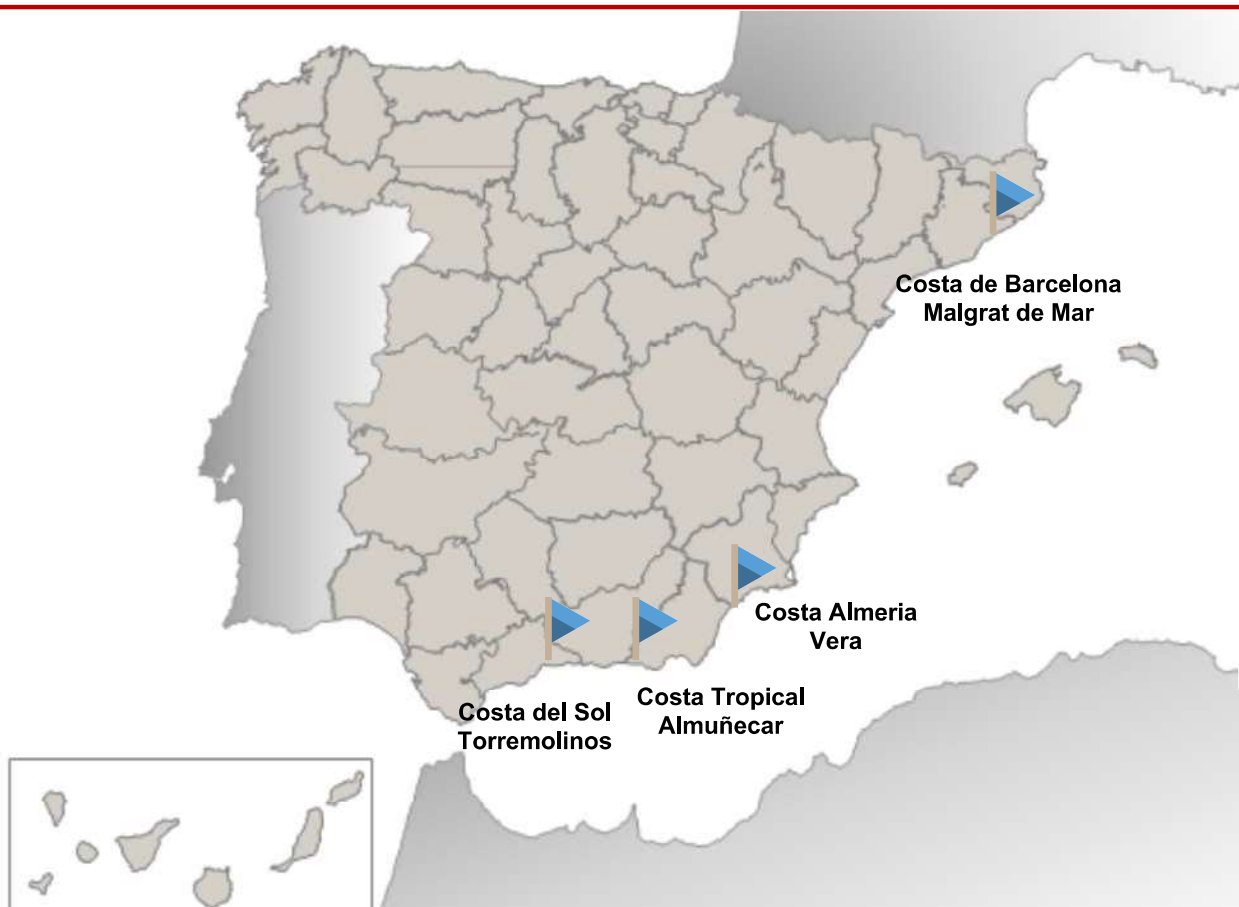 Costa de Barcelona
Malgrat de Mar
Costa Almeria
Vera
Costa Tropical
Almuñecar
Costa del Sol
Torremolinos